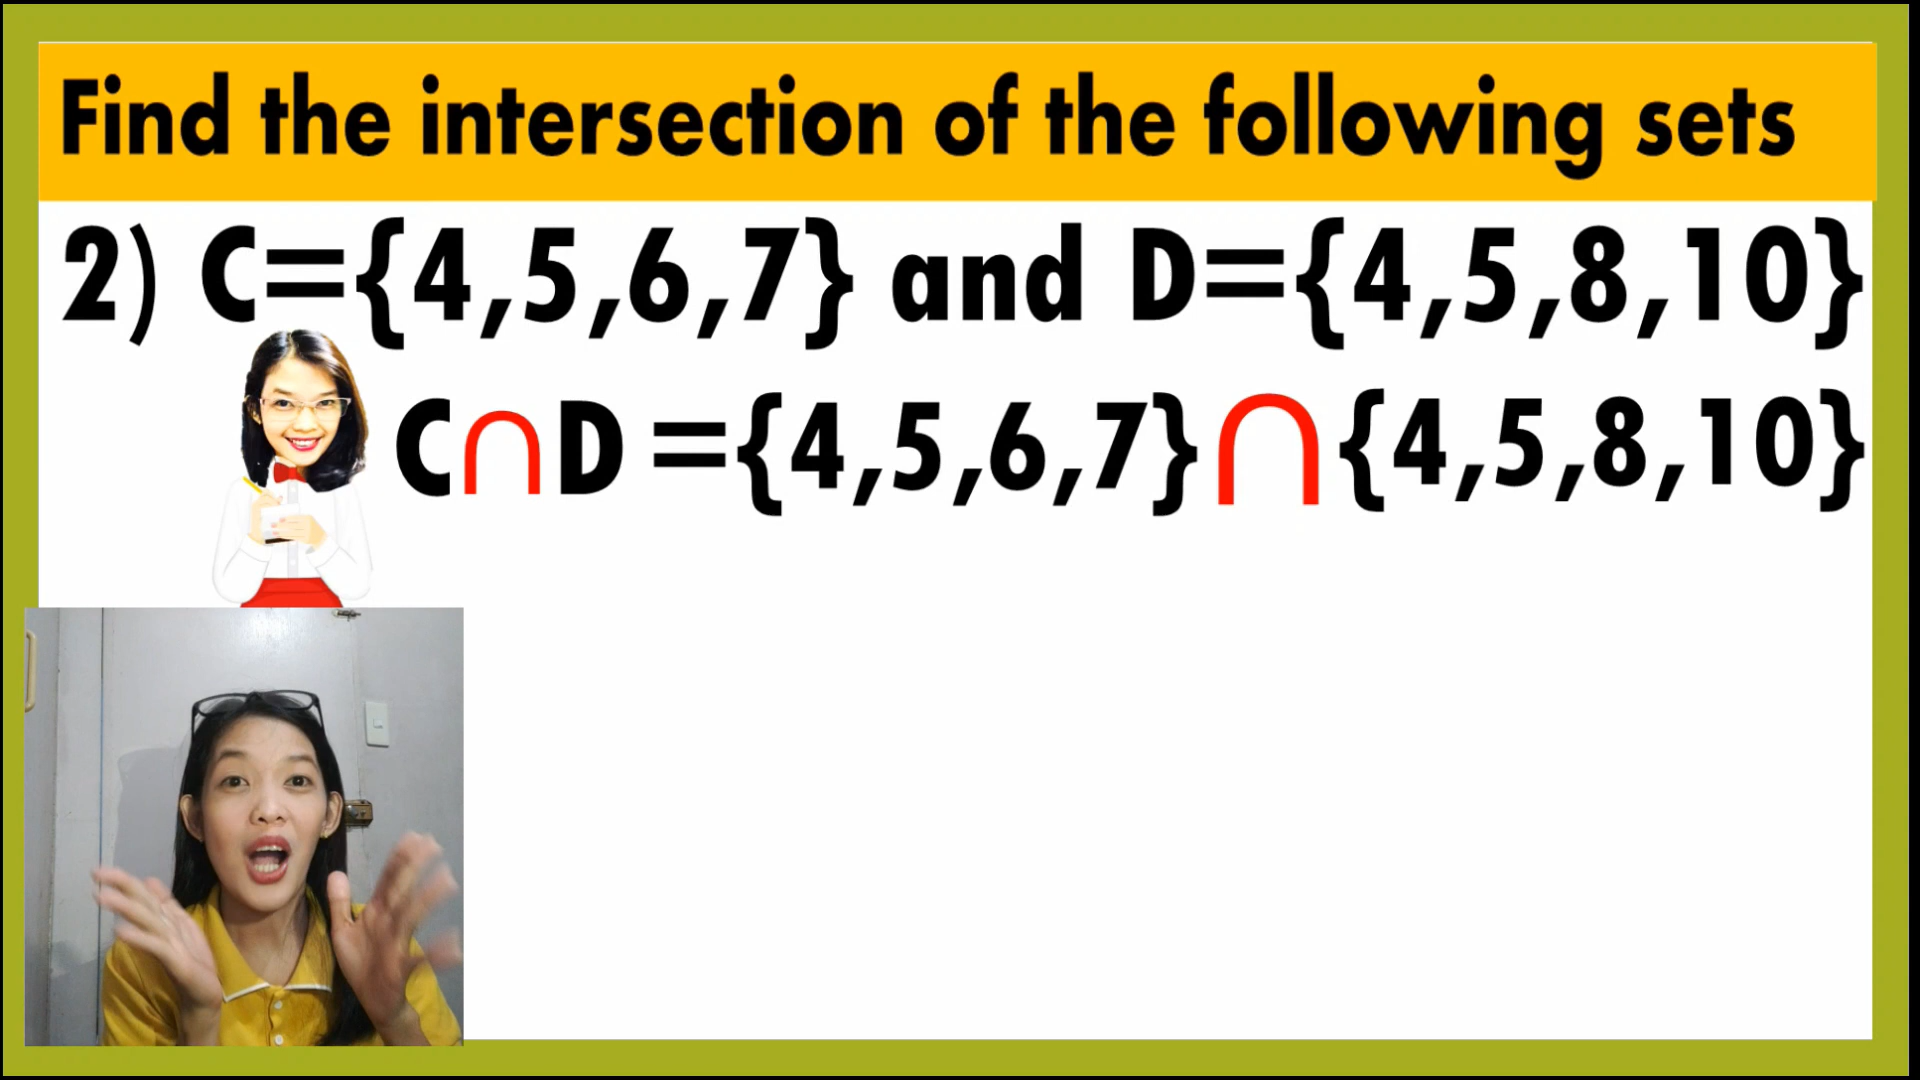 Find the intersection of the following sets
2) C={4,5,6,7} and D={4,5,8,10}
C∩D={4,5,6,7}∩{4,5,8,10}